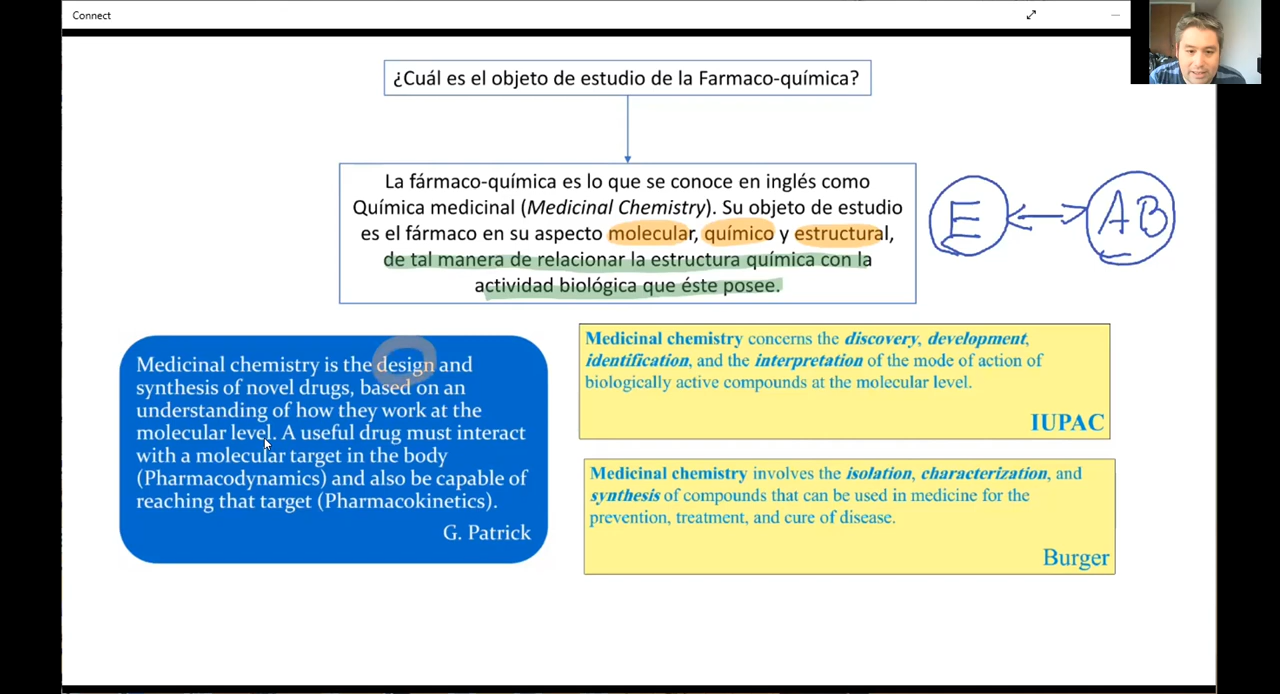 Connect
¿Cuál es el objeto de estudio de la Farmaco-química?
La fármaco-química es lo que se conoce en inglés como
Química medicinal (Medicinal Chemistry). Su objeto de estudio
es el fármaco en su aspecto molecular, químico y estructural,
de tal manera de relacionar la estructura química con la
actividad biológica que éste posee.
E
AB
Medicinal chemistry is the design and
synthesis of novel drugs, based on an
understanding of how they work at the
molecular level. A useful drug must interact
with a molecular target in the body
(Pharmacodynamics) and also be capable of
reaching that target (Pharmacokinetics).
G. Patrick
Medicinal chemistry concerns the discovery, development,
identification, and the interpretation of the mode of action of
biologically active compounds at the molecular level.
IUPAC
Medicinal chemistry involves the isolation, characterization, and
synthesis of compounds that can be used in medicine for the
prevention, treatment, and cure of disease.
Burger